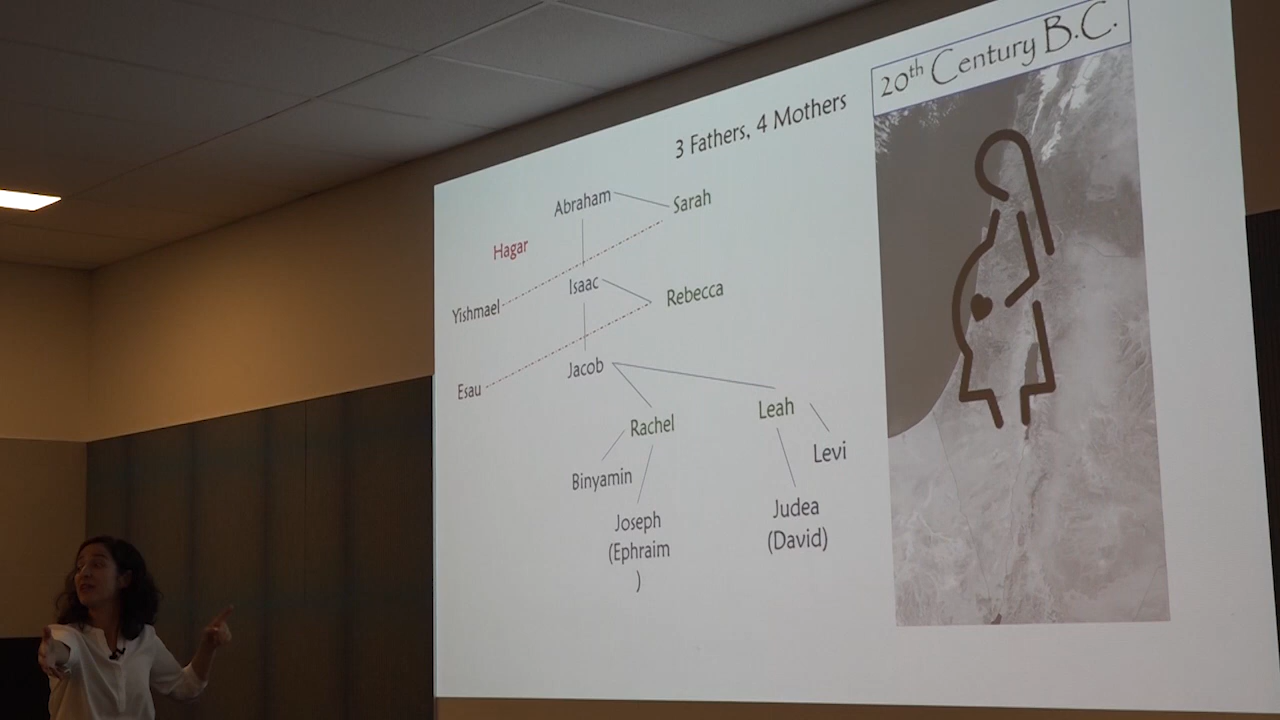 20th Century B.C.
3 Fathers, 4 Mothers
Abraham
Sarah
Hagar
Isaac
Rebecca
Yishmael
Jacob
Esau
Rachel
Leah
Levi
Binyamin
Joseph
(Ephraim
)
Judea
(David)